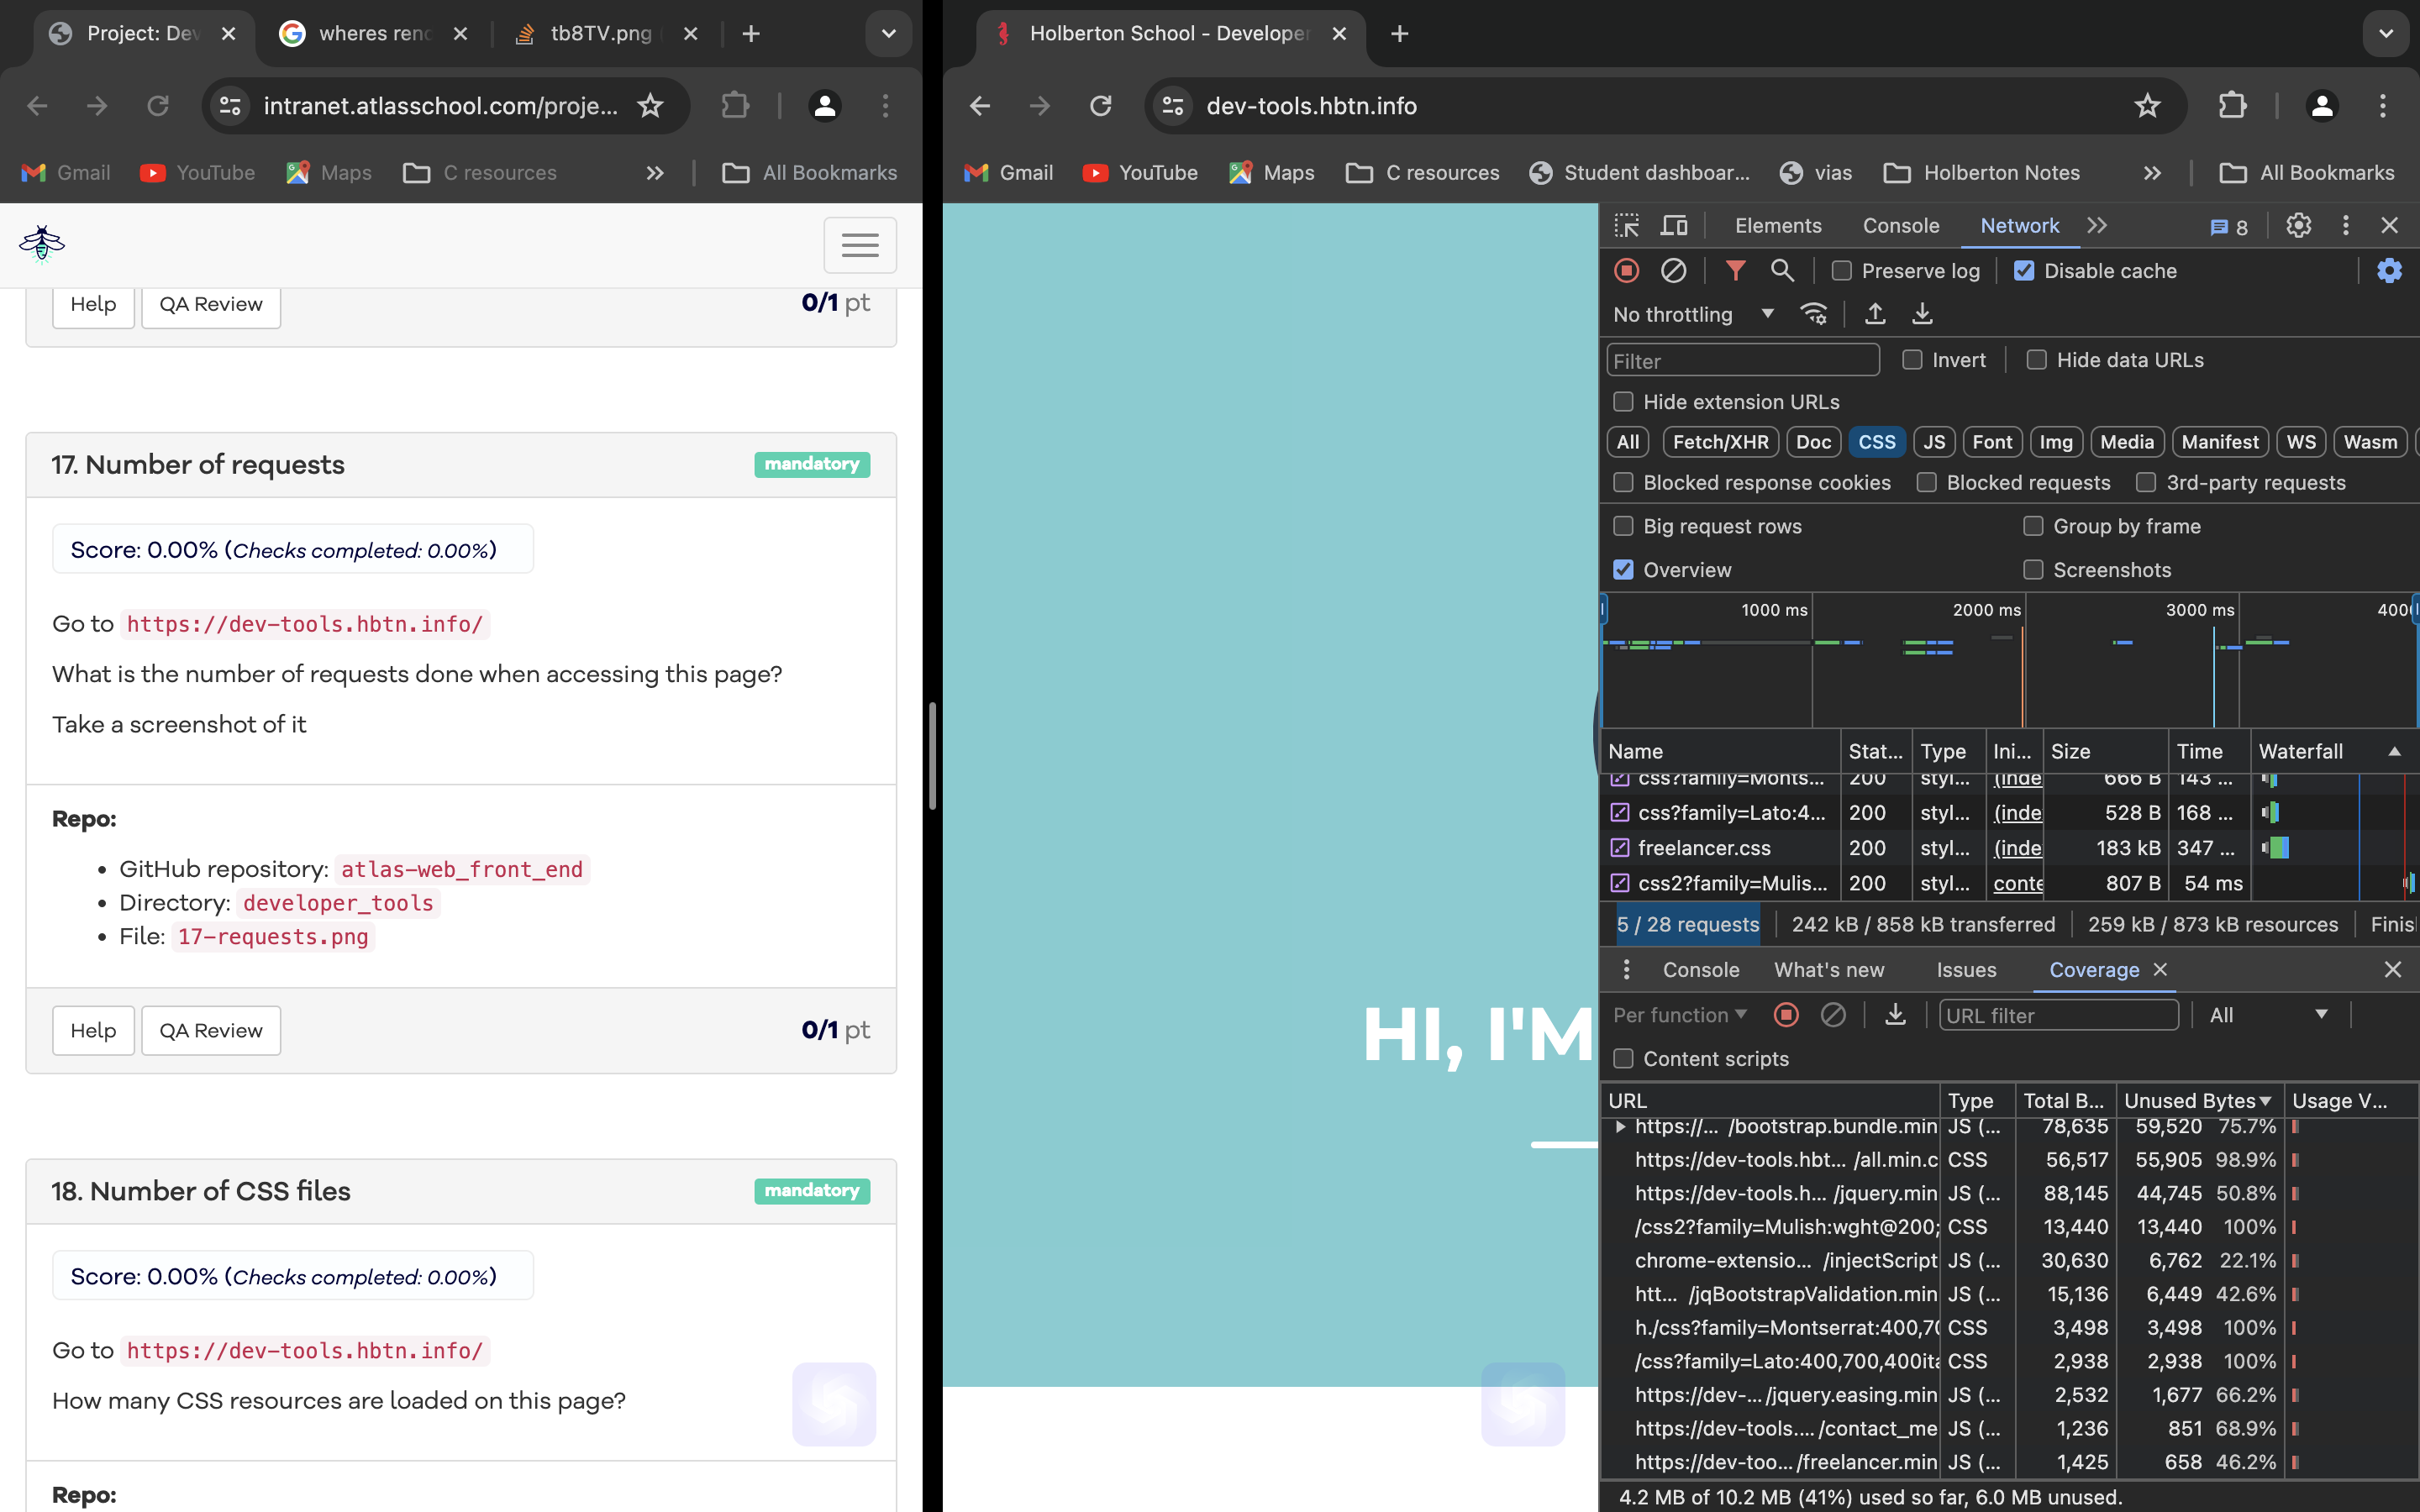 Project: Dev
wheres rend
tb8TV.png
intranet.atlasschool.com/proje...
Gmail
YouTube
Maps
C resources
All Bookmarks
Help
QA Review
0/1 pt
17. Number of requests
mandatory
Score: 0.00% (Checks completed: 0.00%)
Go to https://dev-tools.hbtn.info/
What is the number of requests done when accessing this page?
Take a screenshot of it
Repo:
GitHub repository: atlas-web_front_end
Directory: developer_tools
File: 17-requests.png
Help
QA Review
0/1 pt
18. Number of CSS files
mandatory
Score: 0.00% (Checks completed: 0.00%)
Go to https://dev-tools.hbtn.info/
How many CSS resources are loaded on this page?
Repo:
Holberton School - Developer
dev-tools.hbtn.info
Gmail
YouTube
Maps
C resources
Student dashboar...
vias
Holberton Notes
All Bookmarks
HI, I'M
Elements
Console
Network
8
Preserve log
Disable cache
No throttling
Filter
Invert
Hide data URLs
Hide extension URLs
All
Fetch/XHR
Doc
CSS
JS
Font
Img
Media
Manifest
WS
Wasm
Blocked response cookies
Blocked requests
3rd-party requests
Big request rows
Group by frame
Overview
Screenshots
1000 ms
2000 ms
3000 ms
400
Name Stat... Type Ini... Size Time Waterfall
css?family=Monts... 200 styl... (inde 666 B 143 ...
css?family=Lato:4... 200 styl... (inde 528 B 168 ...
freelancer.css 200 styl... (inde 183 kB 347 ...
css2?family=Mulis... 200 styl... conte 807 B 54 ms
5 / 28 requests
242 kB / 858 kB transferred
259 kB / 873 kB resources
Finis
Console
What's new
Issues
Coverage
Per function
URL filter
All
Content scripts
URL Type Total B... Unused Bytes Usage V...
https://... /bootstrap.bundle.min JS (... 78,635 59,520 75.7%
https://dev-tools.hbt... /all.min.c CSS 56,517 55,905 98.9%
https://dev-tools.h... /jquery.min JS (... 88,145 44,745 50.8%
/css2?family=Mulish:wght@200; CSS 13,440 13,440 100%
chrome-extensio... /injectScript JS (... 30,630 6,762 22.1%
htt... /jqBootstrapValidation.min JS (... 15,136 6,449 42.6%
h./css?family=Montserrat:400,70 CSS 3,498 3,498 100%
/css?family=Lato:400,700,400ita CSS 2,938 2,938 100%
https://dev-... /jquery.easing.min JS (... 2,532 1,677 66.2%
https://dev-tools.... /contact_me JS (... 1,236 851 68.9%
https://dev-too... /freelancer.min JS (... 1,425 658 46.2%
4.2 MB of 10.2 MB (41%) used so far, 6.0 MB unused.